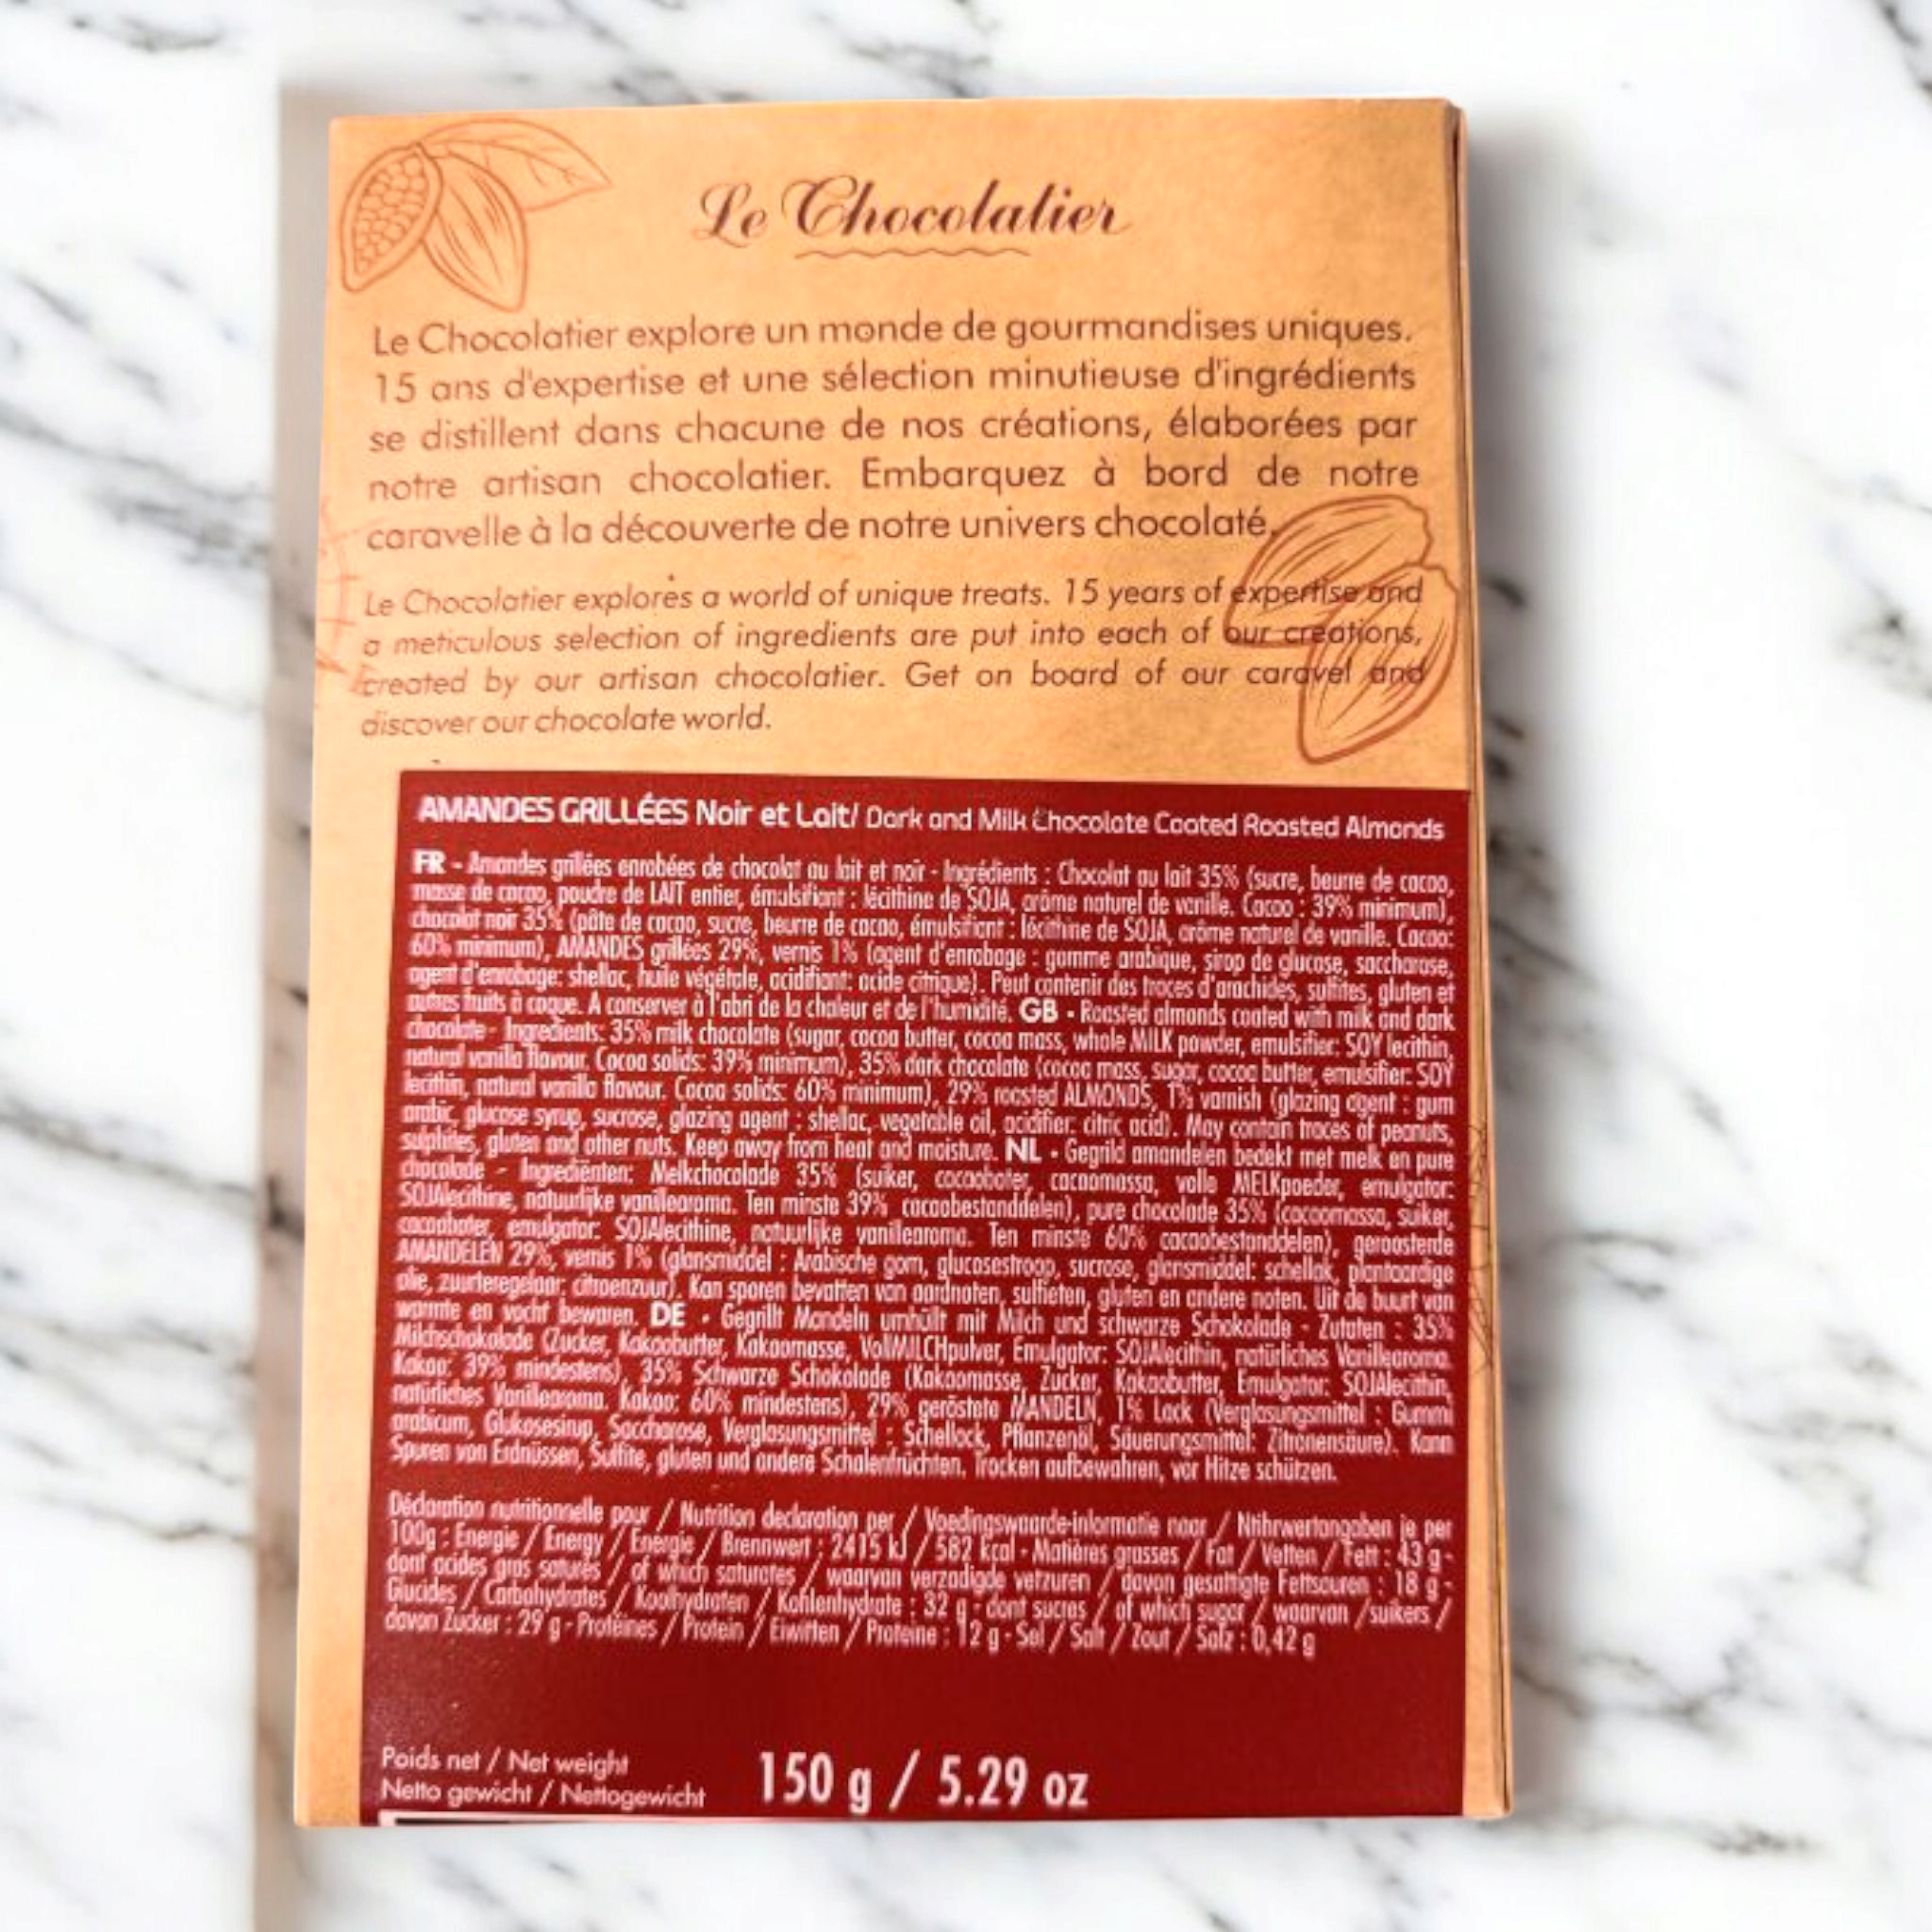 Le Chocolatier
Le Chocolatier explore un monde de gourmandises uniques.
15 ans d'expertise et une sélection minutieuse d'ingrédients
se distillent dans chacune de nos créations, élaborées par
notre artisan chocolatier. Embarquez à bord de notre
caravelle à la découverte de notre univers chocolaté.
Le Chocolatier explores a world of unique treats. 15 years of expertise and
a meticulous selection of ingredients are put into each of our creations,
created by our artisan chocolatier. Get on board of our caravel and
discover our chocolate world.
AMANDES GRILLÉES Noir et Lait/ Dark and Milk Chocolate Coated Roasted Almonds
FR - Amandes grillées enrobées de chocolat au lait et noir - Ingrédients : Chocolat au lait 35% (sucre, beurre de cacao,
masse de cacao, poudre de LAIT entier, émulsifiant : lécithine de SOJA, arôme naturel de vanille. Cacao : 39% minimum),
chocolat noir 35% (pâte de cacao, sucre, beurre de cacao, émulsifiant : lécithine de SOJA, arôme naturel de vanille. Cacao:
60% minimum), AMANDES grillées 29%, vernis 1% (agent d'enrobage : gomme arabique, sirop de glucose, saccharose,
agent d'enrobage: shellac, huile végétale, acidifiant: acide citrique). Peut contenir des traces d'arachides, sulfites, gluten et
autres fruits à coque. A conserver à l'abri de la chaleur et de l'humidité. GB - Roasted almonds coated with milk and dark
chocolate - Ingredients: 35% milk chocolate (sugar, cocoa butter, cocoa mass, whole MILK powder, emulsifier: SOY lecithin,
natural vanilla flavour. Cocoa solids: 39% minimum), 35% dark chocolate (cocoa mass, sugar, cocoa butter, emulsifier: SOY
lecithin, natural vanilla flavour. Cocoa solids: 60% minimum), 29% roasted ALMONDS, 1% varnish (glazing agent : gum
arabic, glucose syrup, sucrose, glazing agent : shellac, vegetable oil, acidifier: citric acid). May contain traces of peanuts,
sulphites, gluten and other nuts. Keep away from heat and moisture. NL - Gegrild amandelen bedekt met melk en pure
chocolade - Ingrediënten: Melkchocolade 35% (suiker, cacaoboter, cacaomassa, volle MELKpoeder, emulgator:
SOJAlecithine, natuurlijke vanillearoma. Ten minste 39% cacaobestanddelen), pure chocolade 35% (cacaomassa, suiker,
cacaoboter, emulgator: SOJAlecithine, natuurlijke vanillearoma. Ten minste 60% cacaobestanddelen), geroosterde
AMANDELEN 29%, vernis 1% (glansmiddel : Arabische gom, glucosestroop, sucrose, glansmiddel: schellak, plantaardige
olie, zuurteregelaar; citroenzuur). Kan sporen bevatten van aardnoten, sulfieten, gluten en andere noten. Uit de buurt van
warmte en vocht bewaren. DE - Gegrillt Mandeln umhüllt mit Milch und schwarze Schokolade - Zutaten : 35%
Milchschokolade (Zucker, Kakaobutter, Kakaomasse, VollMILCHpulver, Emulgator: SOJAlecithin, natürliches Vanillearoma.
Kakao: 39% mindestens), 35% Schwarze Schokolade (Kakaomasse, Zucker, Kakaobutter, Emulgator: SOJAlecithin,
natürliches Vanillearoma. Kakao: 60% mindestens), 29% geröstete MANDELN, 1% Lack (Verglasungsmittel : Gummi
arabicum, Glukosesirup, Saccharose, Verglasungsmittel : Schellack, Pflanzenöl, Säuerungsmittel: Zitronensäure). Kann
Spuren von Erdnüssen, Sulfite, gluten und andere Schalenfrüchten. Trocken aufbewahren, vor Hitze schützen.
Déclaration nutritionnelle pour / Nutrition declaration per / Voedingswaarde-informatie naar / Nährwertangaben je per
100g : Energie / Energy / Energie / Brennwert : 2415 kJ / 582 kcal - Matières grasses / Fat / Vetten / Fett : 43 g -
dont acides gras saturés / of which saturates / waarvan verzadigde vetzuren / davon gesättigte Fettsäuren : 18 g -
Glucides / Carbohydrates / Koolhydraten / Kohlenhydrate : 32 g - dont sucres / of which sugar / waarvan /suikers /
davon Zucker : 29 g - Protéines / Protein / Eiwitten / Proteine : 12 g - Sel / Salt / Zout / Salz : 0,42 g
Poids net / Net weight
Netto gewicht / Nettogewicht
150 g / 5.29 oz